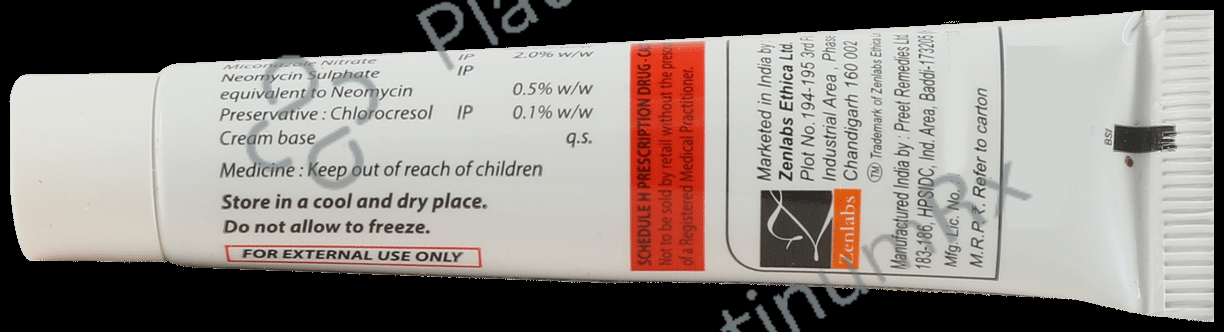 Miconazole Nitrate IP 2.0% w/w
Neomycin Sulphate IP
equivalent to Neomycin 0.5% w/w
Preservative : Chlorocresol IP 0.1% w/w
Cream base q.s.
Medicine : Keep out of reach of children
Store in a cool and dry place.
Do not allow to freeze.
FOR EXTERNAL USE ONLY
SCHEDULE H PRESCRIPTION DRUG -
Not to be sold by retail without the
of a Registered Medical Practitioner.
Marketed in India by
Zenlabs Ethica Ltd.
Plot No.194-195 3rd
Industrial Area , Phase
Chandigarh 160 002
TM Trademark of Zenlabs Ethica
Zenlabs
Manufactured India by : Preet Remedies Ltd
183-186, HPSIDC, Ind. Area, Baddi-173205
Mfg. Lic. No.
M.R.P. ₹. Refer to carton
BSI
PlatinumRx